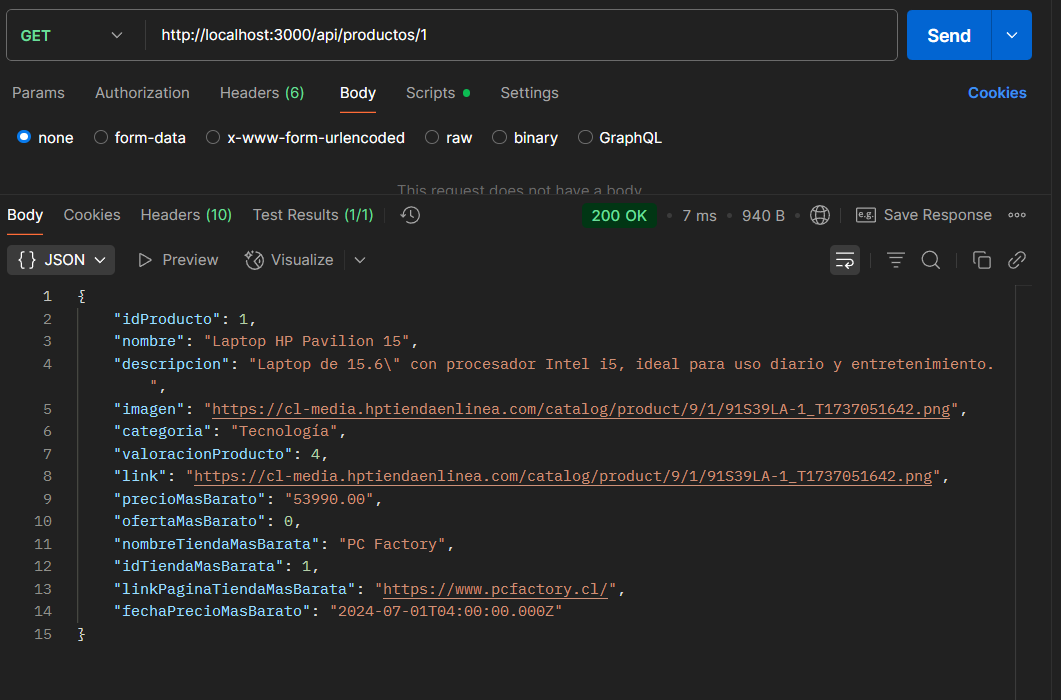 GET http://localhost:3000/api/productos/1 Send
Params Authorization Headers (6) Body Scripts Settings Cookies
none form-data x-www-form-urlencoded raw binary GraphQL
This request does not have a body
Body Cookies Headers (10) Test Results (1/1) 200 OK 7 ms 940 B e.g. Save Response
{} JSON Preview Visualize
1 {
2 "idProducto": 1,
3 "nombre": "Laptop HP Pavilion 15",
4 "descripcion": "Laptop de 15.6\" con procesador Intel i5, ideal para uso diario y entretenimiento.
",
5 "imagen": "https://cl-media.hptiendaenlinea.com/catalog/product/9/1/91S39LA-1_T1737051642.png",
6 "categoria": "Tecnología",
7 "valoracionProducto": 4,
8 "link": "https://cl-media.hptiendaenlinea.com/catalog/product/9/1/91S39LA-1_T1737051642.png",
9 "precioMasBarato": "53990.00",
10 "ofertaMasBarato": 0,
11 "nombreTiendaMasBarata": "PC Factory",
12 "idTiendaMasBarata": 1,
13 "linkPaginaTiendaMasBarata": "https://www.pcfactory.cl/",
14 "fechaPrecioMasBarato": "2024-07-01T04:00:00.000Z"
15 }